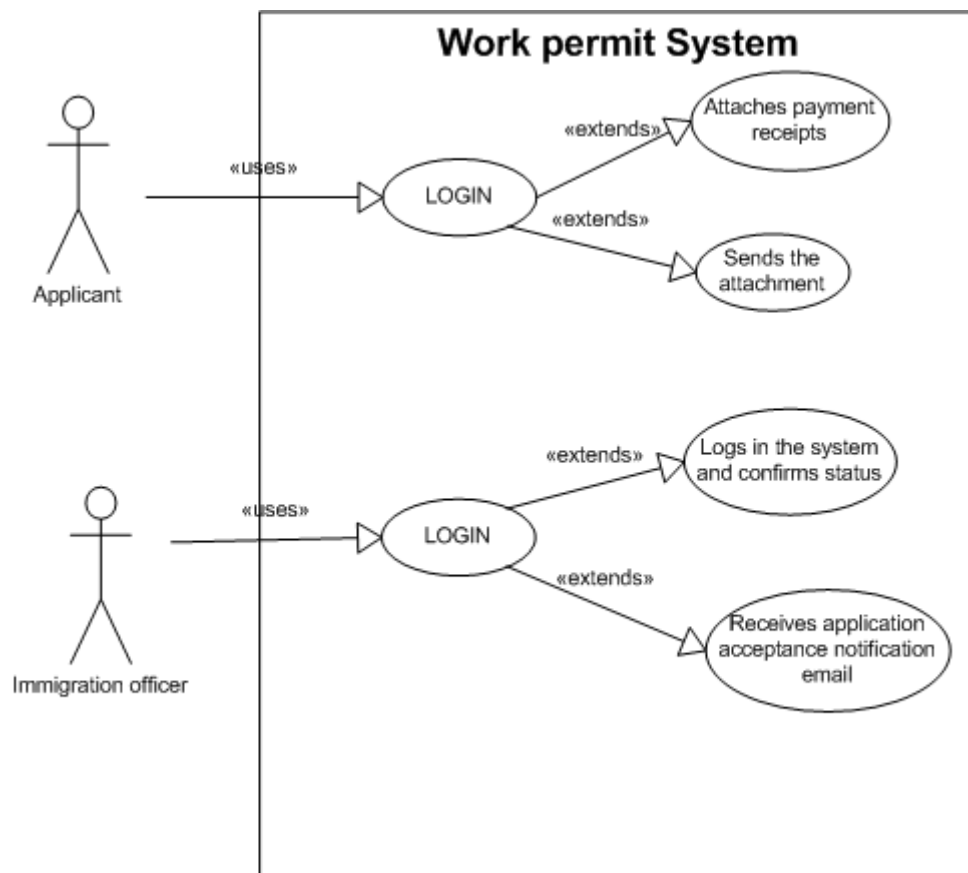 Work permit System
Attaches payment
receipts
«extends»
«uses»
LOGIN
«extends»
Sends the
attachment
Applicant
Logs in the system
and confirms status
«extends»
«uses»
LOGIN
«extends»
Receives application
acceptance notification
email
Immigration officer